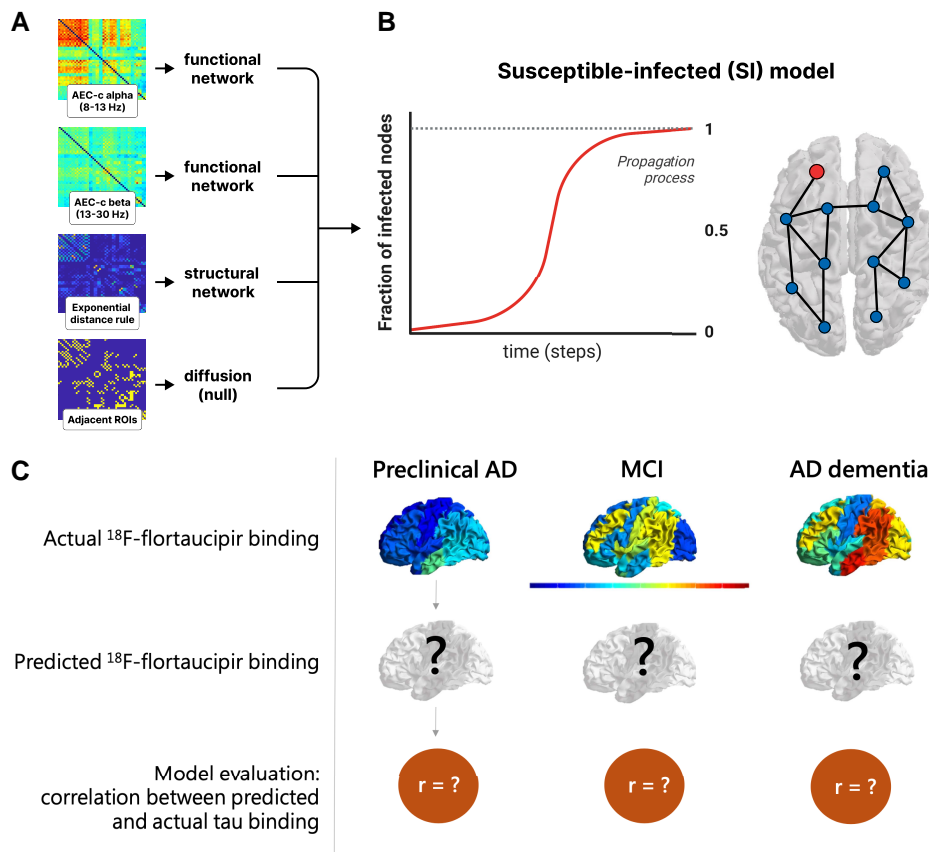 A
AEC-c alpha
(8-13 Hz)
functional
network
AEC-c beta
(13-30 Hz)
functional
network
Exponential
distance rule
structural
network
Adjacent ROIs
diffusion
(null)
B
Susceptible-infected (SI) model
Fraction of infected nodes
1
0.5
0
Propagation
process
time (steps)
C
Preclinical AD
MCI
AD dementia
Actual ¹⁸F-flortaucipir binding
Predicted ¹⁸F-flortaucipir binding
?
?
?
Model evaluation:
correlation between predicted
and actual tau binding
r = ?
r = ?
r = ?